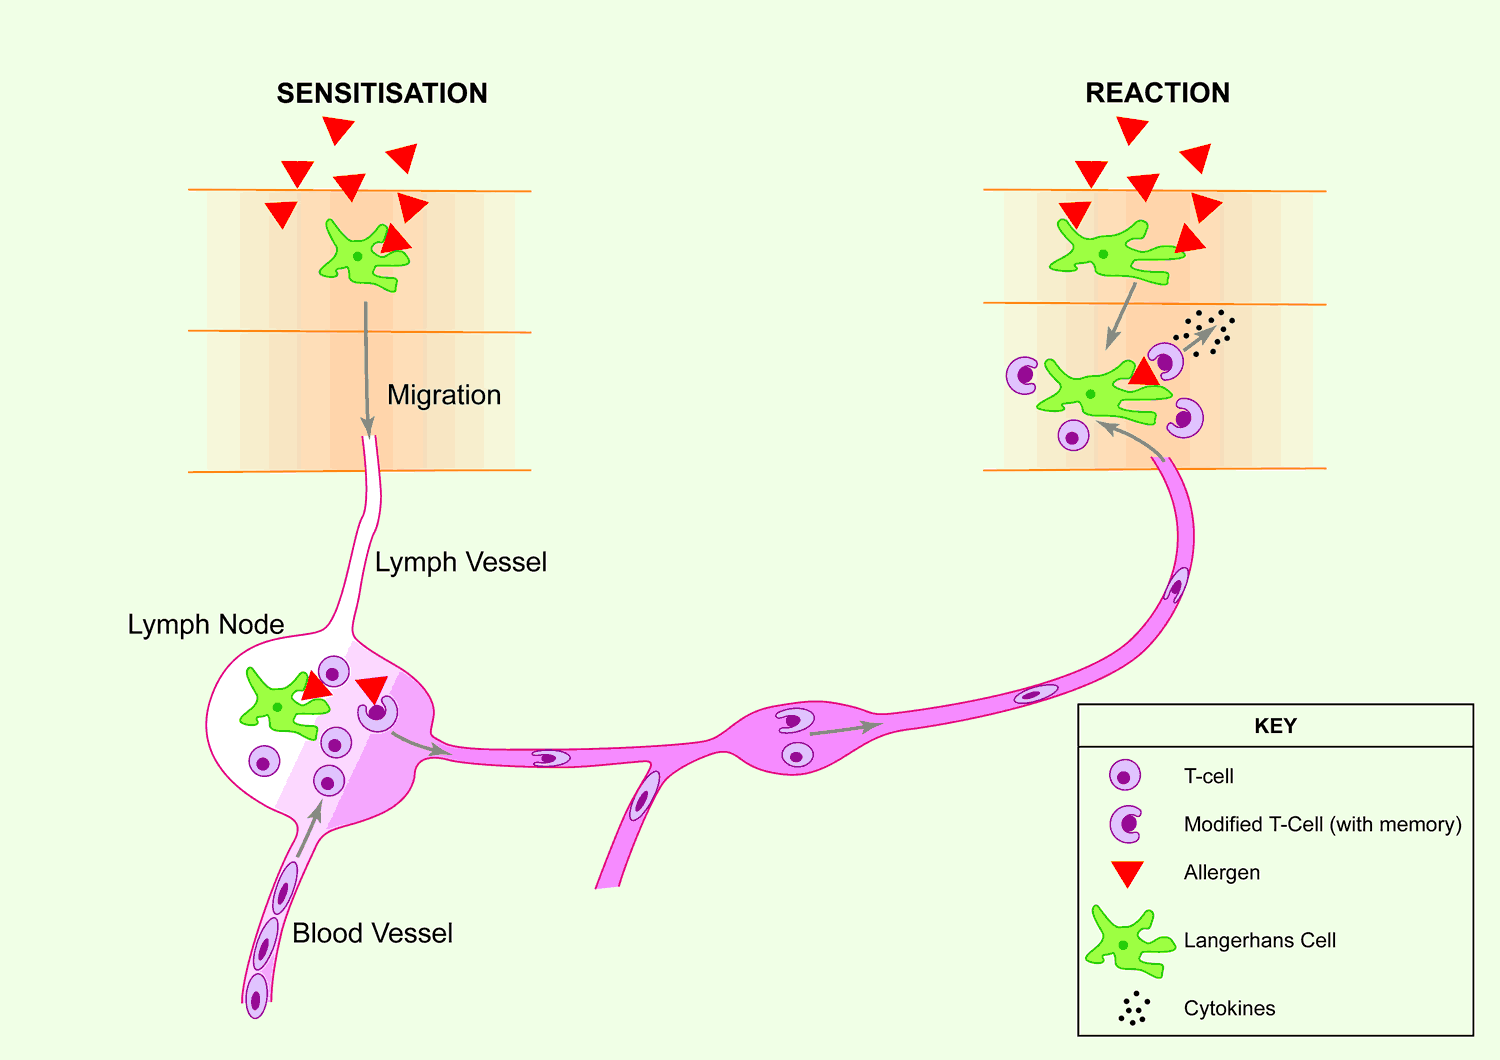 SENSITISATION
REACTION
Migration
Lymph Vessel
Lymph Node
Blood Vessel
KEY
T-cell
Modified T-Cell (with memory)
Allergen
Langerhans Cell
Cytokines